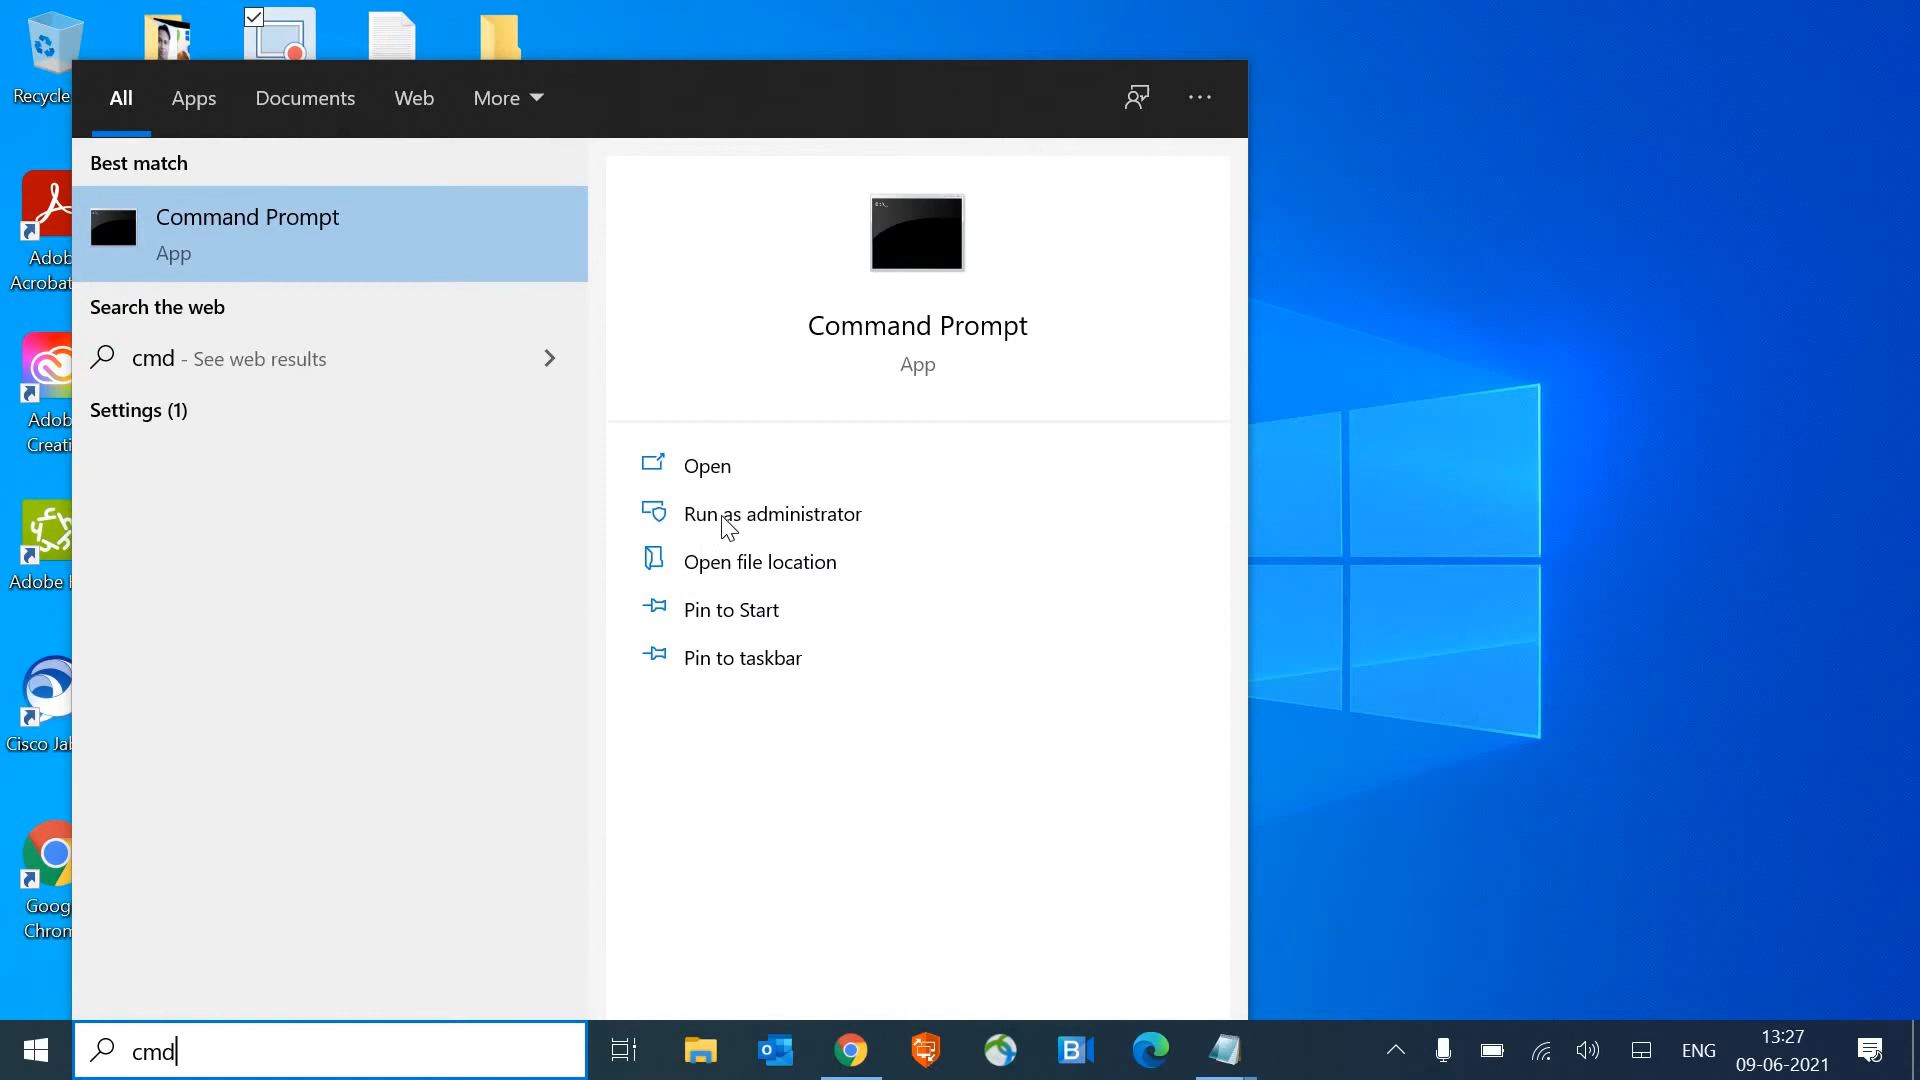 Recycle
All Apps Documents Web More
Best match
Command Prompt
App
Search the web
cmd - See web results
Settings (1)
Command Prompt
App
Open
Run as administrator
Open file location
Pin to Start
Pin to taskbar
Adob
Acrobat
Adob
Creati
Adobe
Cisco Jab
Goog
Chrom
cmd
ENG
13:27
09-06-2021